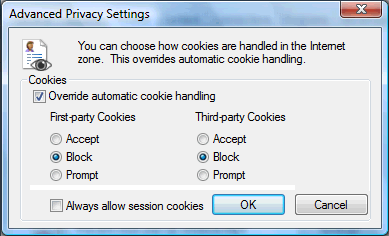 Advanced Privacy Settings
You can choose how cookies are handled in the Internet
zone. This overrides automatic cookie handling.
Cookies
Override automatic cookie handling
First-party Cookies Third-party Cookies
Accept Accept
Block Block
Prompt Prompt
Always allow session cookies OK Cancel